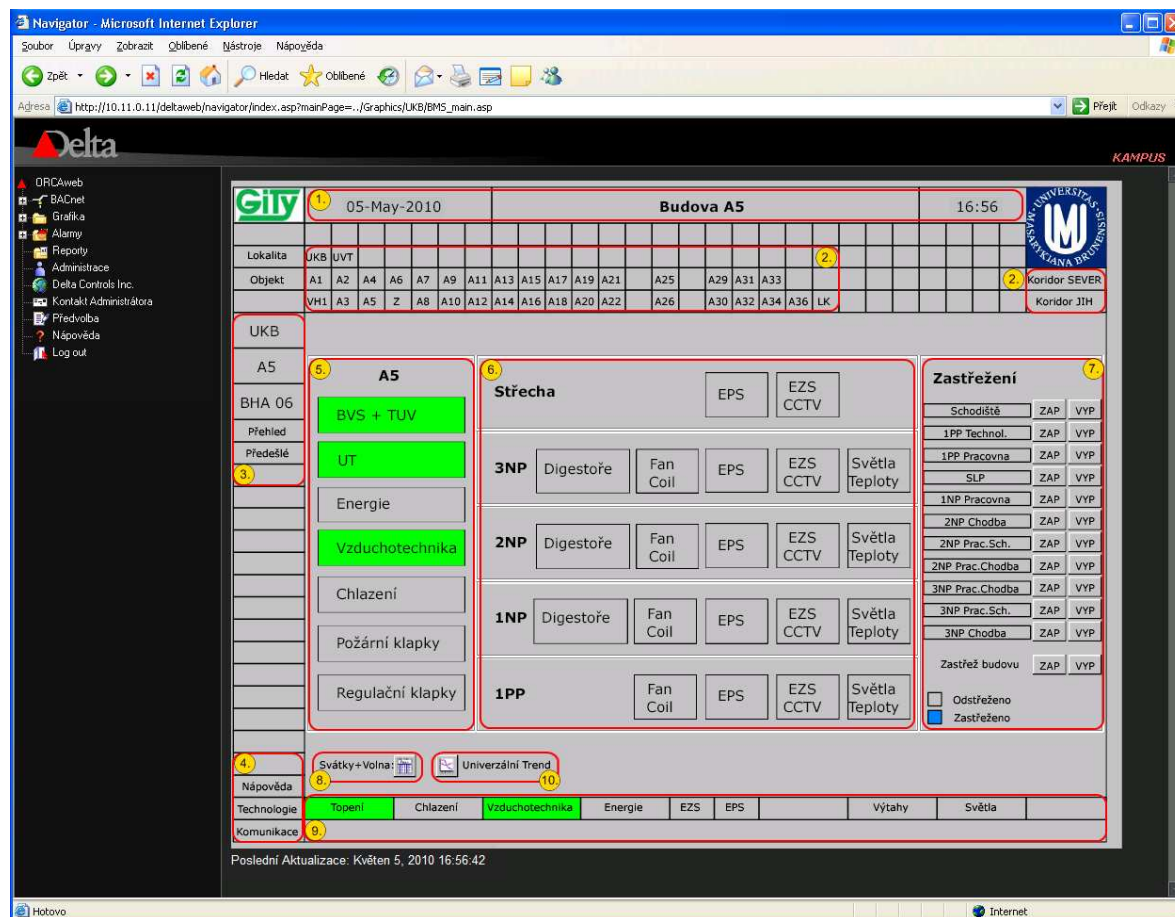 Navigator - Microsoft Internet Explorer
Soubor Úpravy Zobrazit Oblíbené Nástroje Nápověda
Zpět Hledat Oblíbené
Adresa http://10.11.0.11/deltaweb/navigator/index.asp?mainPage=../Graphics/UKB/BMS_main.asp Přejít Odkazy
Delta
KAMPUS
ORCAweb
BACnet
Grafika
Alarmy
Reporty
Administrace
Delta Controls Inc.
Kontakt Administrátora
Předvolba
Nápověda
Log out
GiTy 1. 05-May-2010 Budova A5 16:56
UNIVERSITAS MASARYKIANA BRUNENSIS
Lokalita UKB UVT 2.
Objekt A1 A2 A4 A6 A7 A9 A11 A13 A15 A17 A19 A21 A25 A29 A31 A33 2. Koridor SEVER
VH1 A3 A5 Z A8 A10 A12 A14 A16 A18 A20 A22 A26 A30 A32 A34 A36 LK Koridor JIH
UKB
A5
BHA 06
Přehled
Předešlé
3.
5.
A5
BVS + TUV
UT
Energie
Vzduchotechnika
Chlazení
Požární klapky
Regulační klapky
6.
Střecha EPS EZS CCTV
3NP Digestoře Fan Coil EPS EZS CCTV Světla Teploty
2NP Digestoře Fan Coil EPS EZS CCTV Světla Teploty
1NP Digestoře Fan Coil EPS EZS CCTV Světla Teploty
1PP Fan Coil EPS EZS CCTV Světla Teploty
7.
Zastřežení
Schodiště ZAP VYP
1PP Technol. ZAP VYP
1PP Pracovna ZAP VYP
SLP ZAP VYP
1NP Pracovna ZAP VYP
2NP Chodba ZAP VYP
2NP Prac.Sch. ZAP VYP
2NP Prac.Chodba ZAP VYP
3NP Prac.Chodba ZAP VYP
3NP Prac.Sch. ZAP VYP
3NP Chodba ZAP VYP
Zastřež budovu ZAP VYP
Odstřeženo
Zastřeženo
4.
Svátky+Volna: 8.
Univerzální Trend 10.
Nápověda
Technologie Topení Chlazení Vzduchotechnika Energie EZS EPS Výtahy Světla
Komunikace 9.
Poslední Aktualizace: Květen 5, 2010 16:56:42
Hotovo Internet